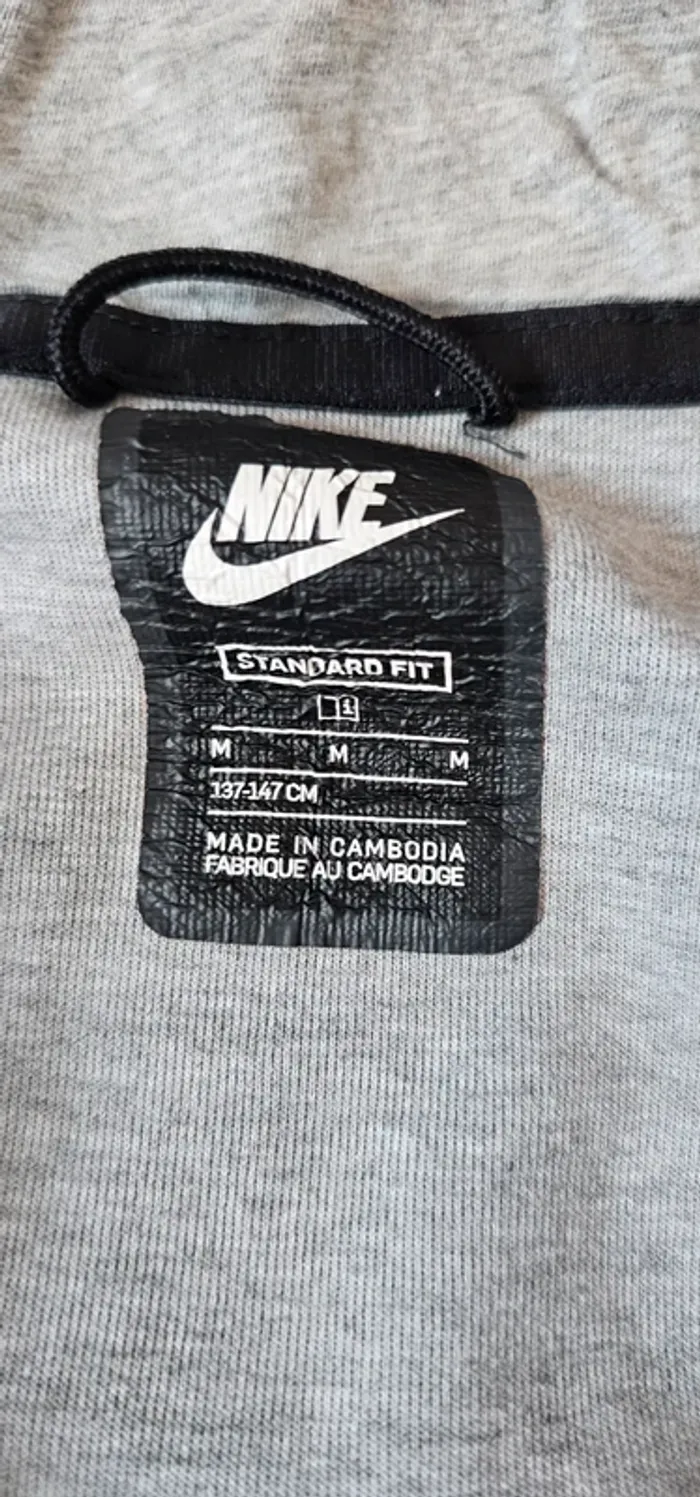 NIKE
STANDARD FIT
i
M M M
137-147 CM
MADE IN CAMBODIA
FABRIQUE AU CAMBODGE